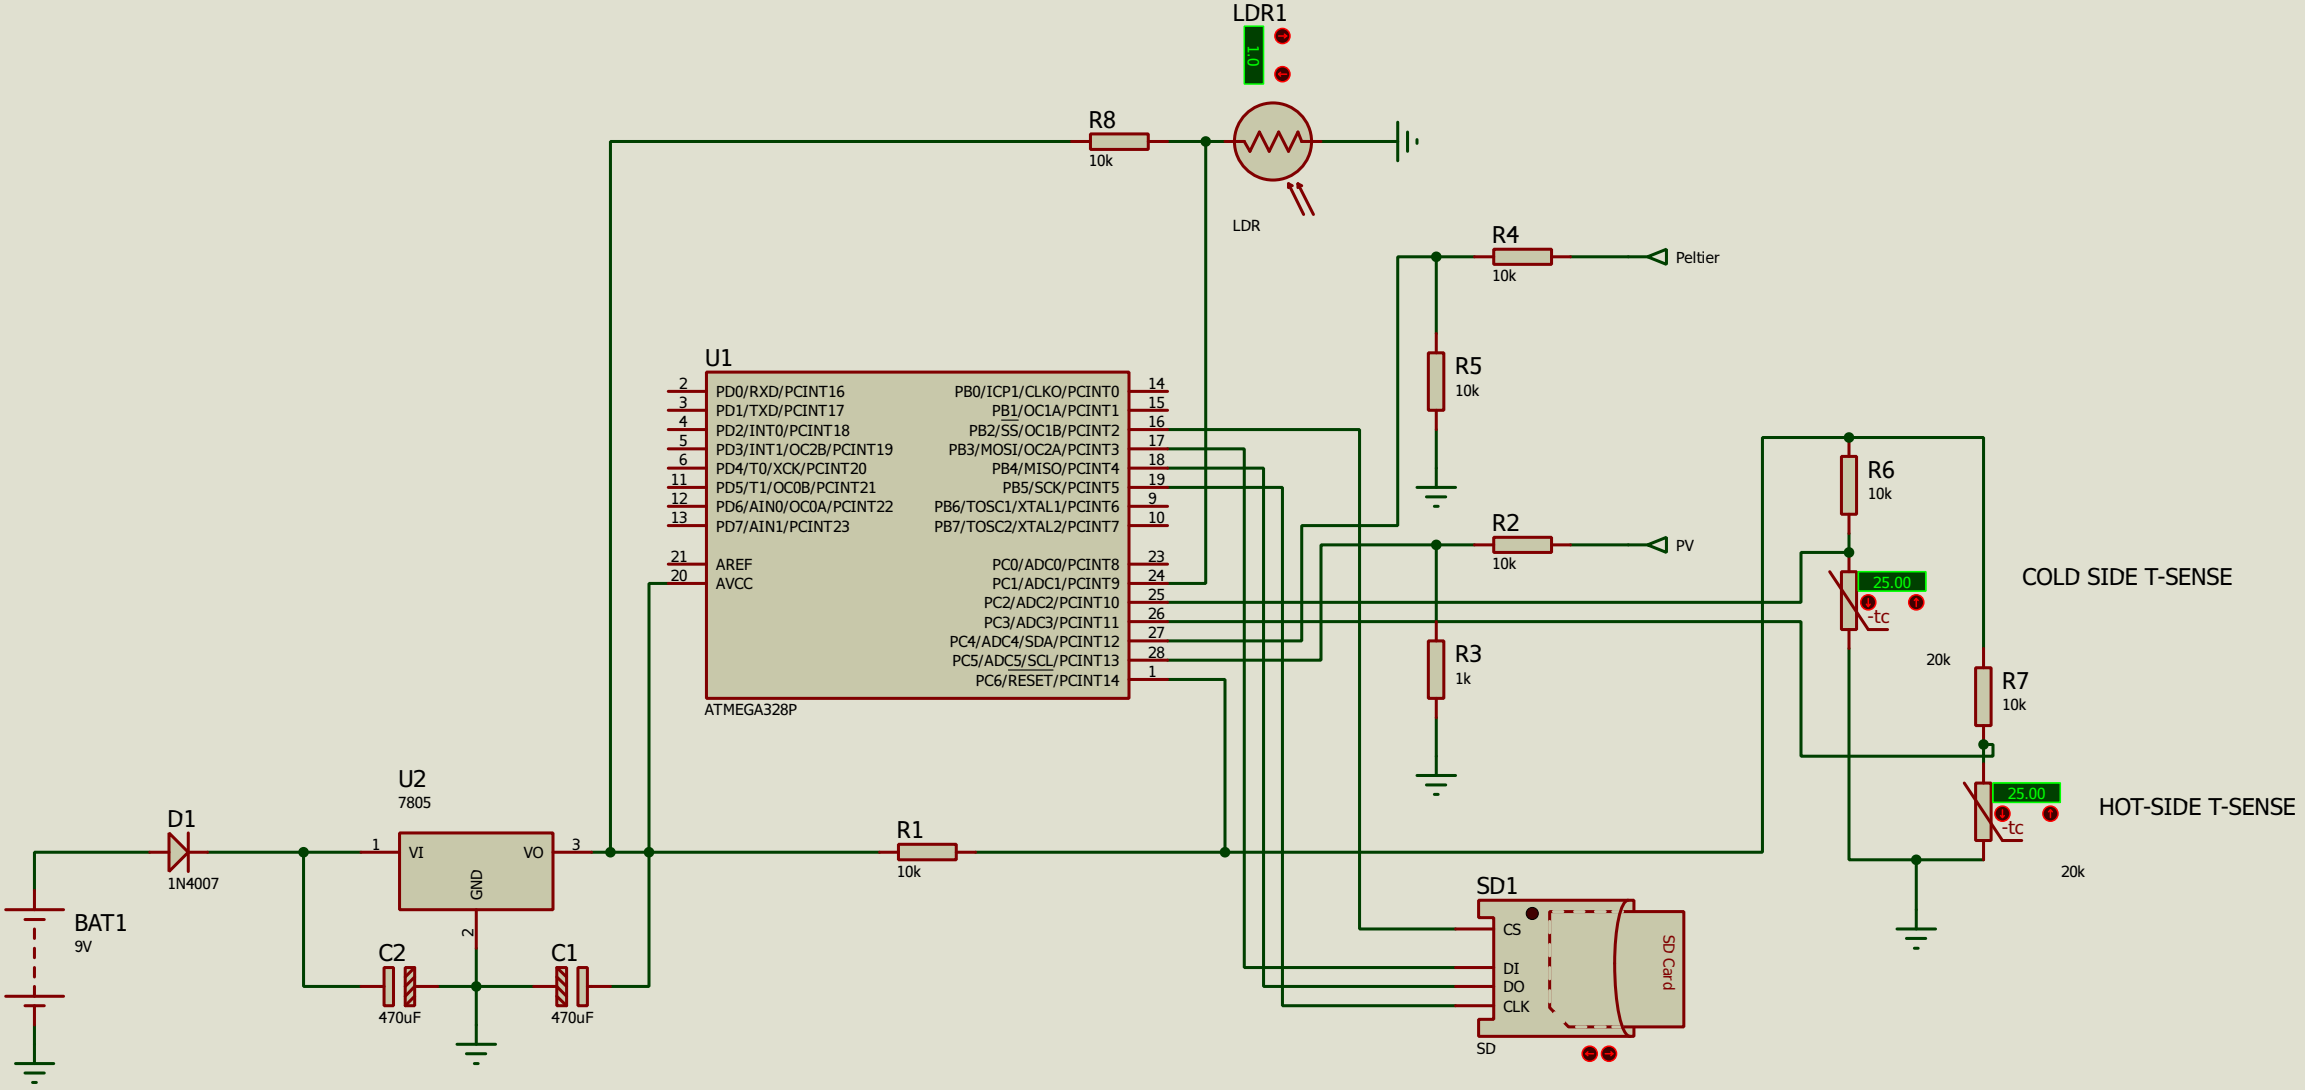 LDR1
1.0
R8
10k
LDR
R4
10k
Peltier
R5
10k
U1
2
PD0/RXD/PCINT16
PB0/ICP1/CLKO/PCINT0
14
3
PD1/TXD/PCINT17
PB1/OC1A/PCINT1
15
4
PD2/INT0/PCINT18
PB2/SS/OC1B/PCINT2
16
5
PD3/INT1/OC2B/PCINT19
PB3/MOSI/OC2A/PCINT3
17
6
PD4/T0/XCK/PCINT20
PB4/MISO/PCINT4
18
11
PD5/T1/OC0B/PCINT21
PB5/SCK/PCINT5
19
12
PD6/AIN0/OC0A/PCINT22
PB6/TOSC1/XTAL1/PCINT6
9
13
PD7/AIN1/PCINT23
PB7/TOSC2/XTAL2/PCINT7
10
21
AREF
PC0/ADC0/PCINT8
23
20
AVCC
PC1/ADC1/PCINT9
24
PC2/ADC2/PCINT10
25
PC3/ADC3/PCINT11
26
PC4/ADC4/SDA/PCINT12
27
PC5/ADC5/SCL/PCINT13
28
PC6/RESET/PCINT14
1
ATMEGA328P
R2
10k
PV
R3
1k
R6
10k
25.00
-tc
20k
COLD SIDE T-SENSE
R7
10k
25.00
-tc
20k
HOT-SIDE T-SENSE
U2
7805
D1
1N4007
1
VI
VO
3
GND
2
R1
10k
BAT1
9V
C2
470uF
C1
470uF
SD1
CS
DI
DO
CLK
SD Card
SD